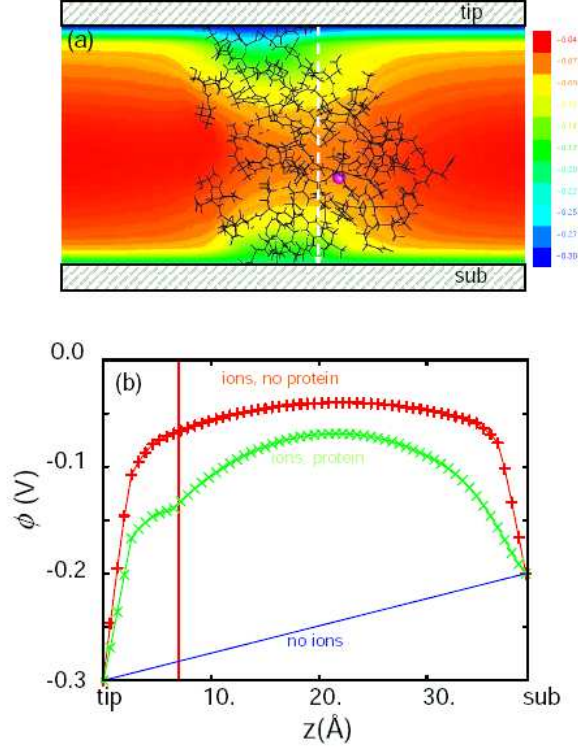 tip
(a)
-0.04
-0.07
-0.17
-0.20
-0.22
-0.25
-0.27
-0.30
sub
0.0
(b)
ions, no protein
-0.1
ions, protein
ϕ (V)
-0.2
no ions
-0.3
tip
10.
20.
30.
sub
z(Å)